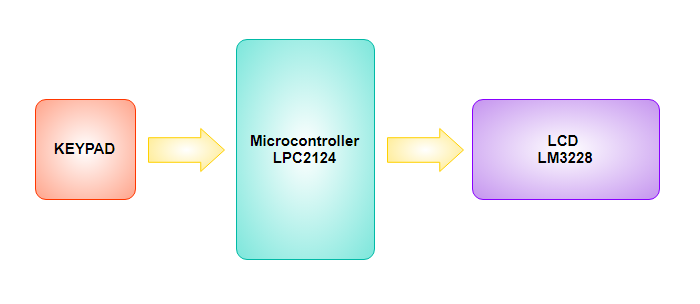 KEYPAD
Microcontroller
LPC2124
LCD
LM3228